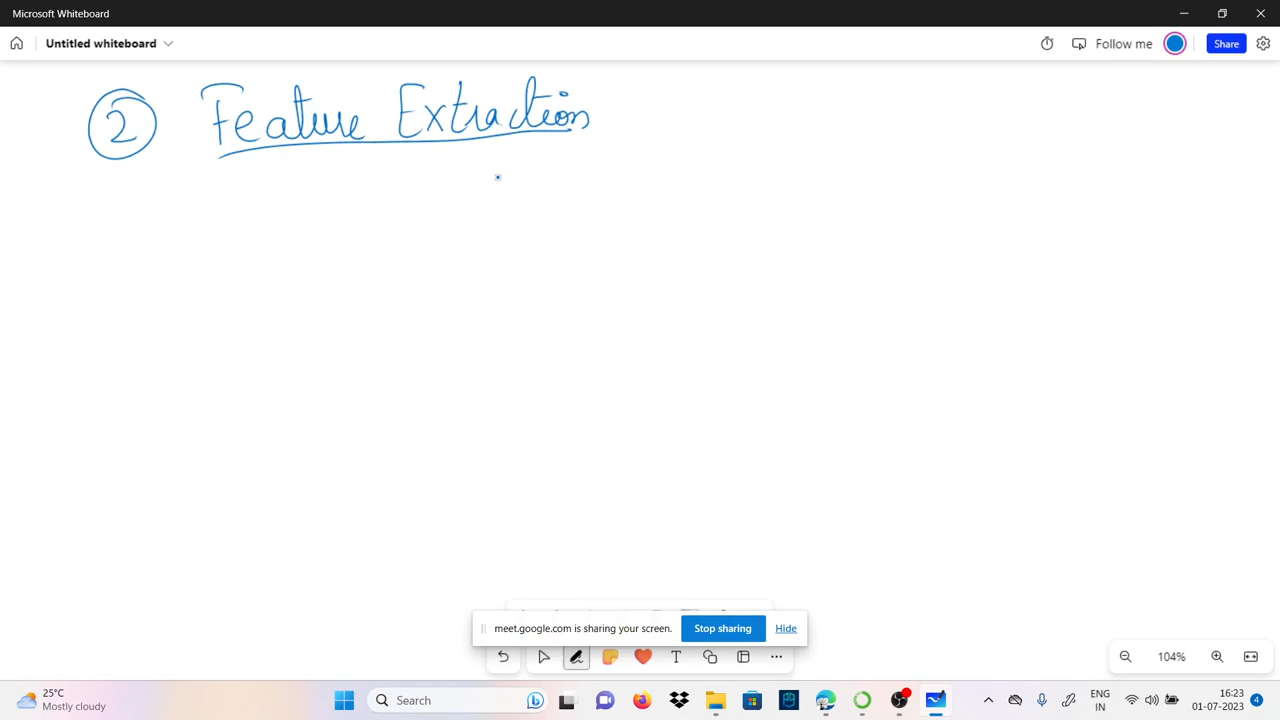 Microsoft Whiteboard
Untitled whiteboard
Follow me
Share
2 Feature Extraction
meet.google.com is sharing your screen.
Stop sharing
Hide
T
104%
25°C
Mostly cloudy
Search
ENG
IN
16:23
01-07-2023
4